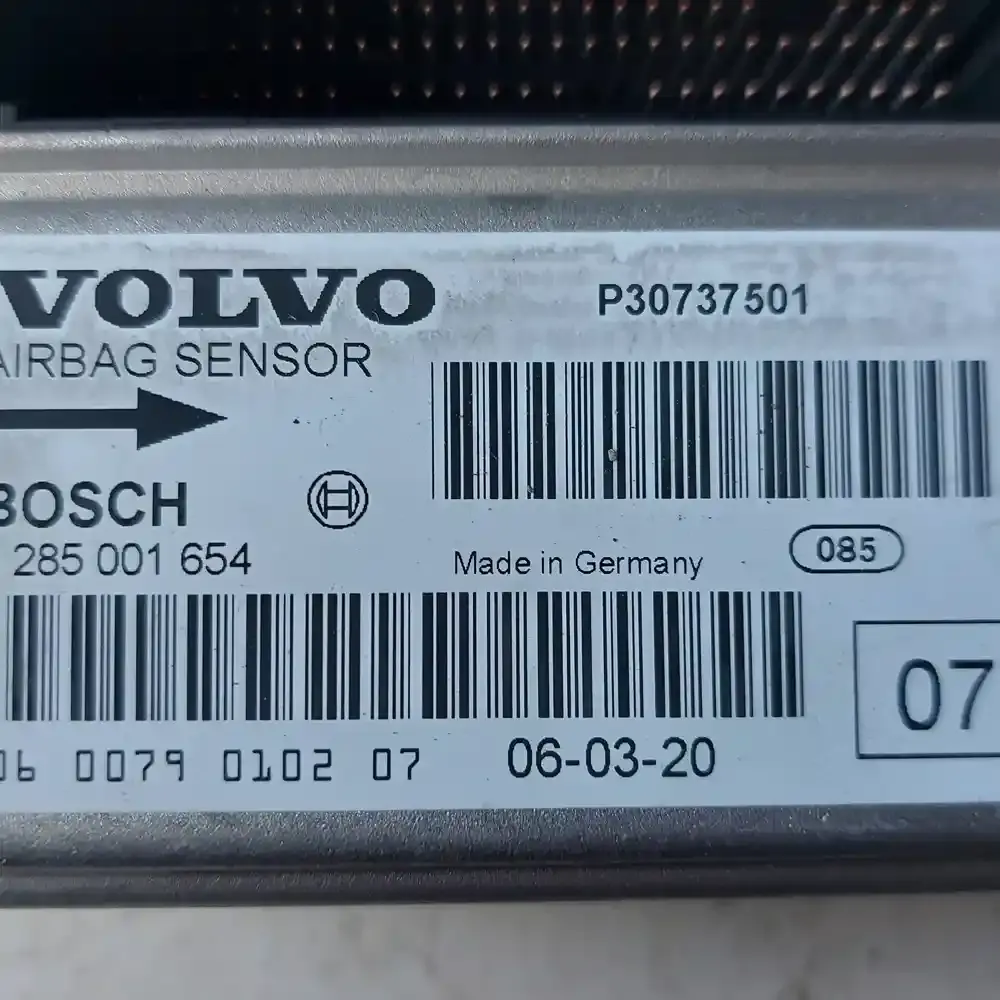 VOLVO
P30737501
AIRBAG SENSOR
BOSCH
285 001 654
Made in Germany
085
07
06 0079 0102 07
06-03-20